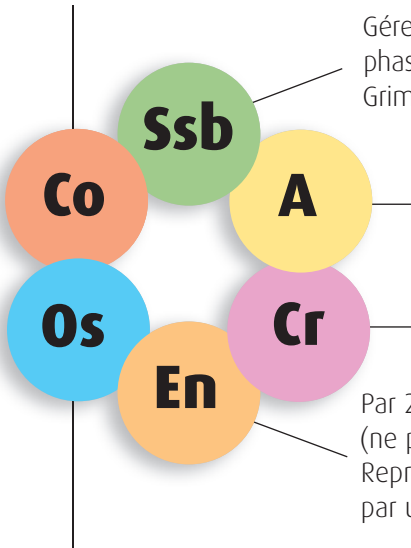 Gére
phas
Grim
Ssb
Co
A
Os
Cr
En
Par 2
(ne p
Repr
par u